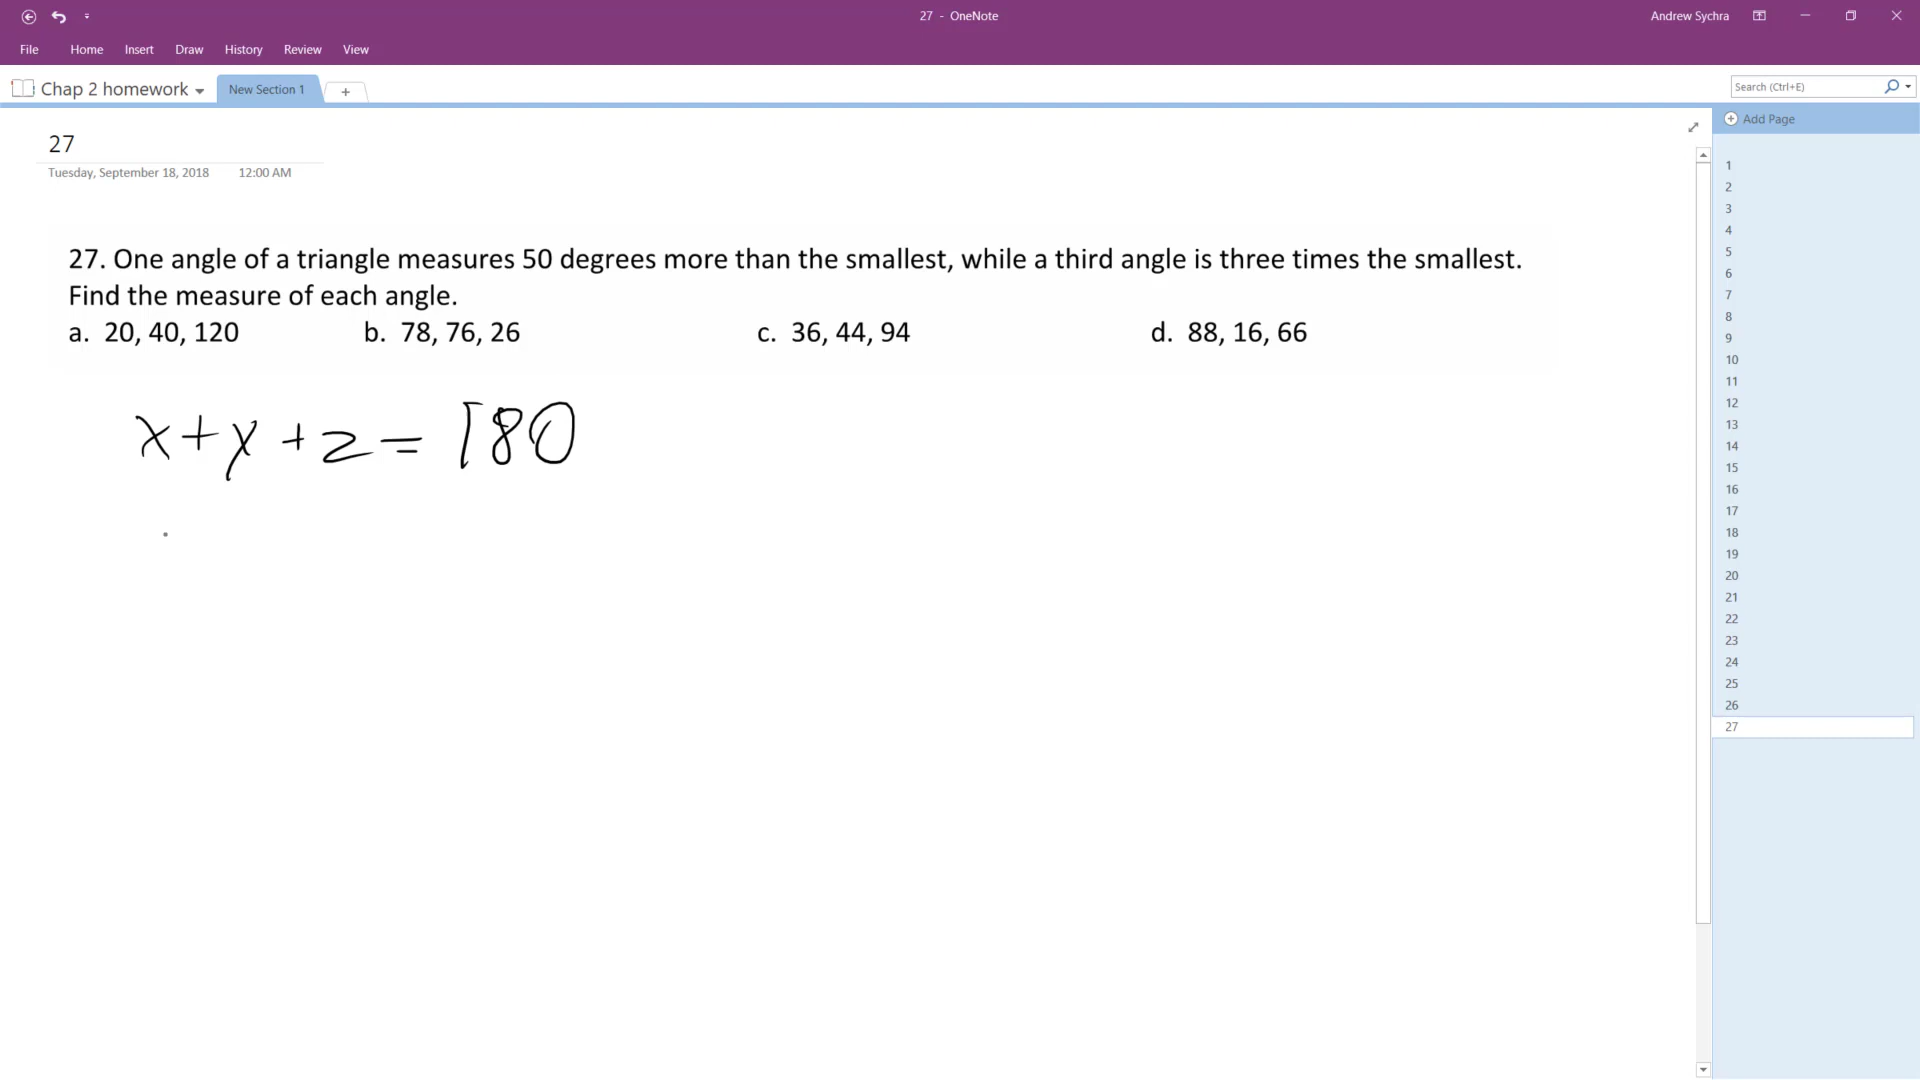 27 - OneNote
Andrew Sychra
File Home Insert Draw History Review View
Chap 2 homework
New Section 1
+
Search (Ctrl+E)
Add Page
27
Tuesday, September 18, 2018 12:00 AM
27. One angle of a triangle measures 50 degrees more than the smallest, while a third angle is three times the smallest.
Find the measure of each angle.
a. 20, 40, 120 b. 78, 76, 26 c. 36, 44, 94 d. 88, 16, 66
x+y+z=180
1
2
3
4
5
6
7
8
9
10
11
12
13
14
15
16
17
18
19
20
21
22
23
24
25
26
27